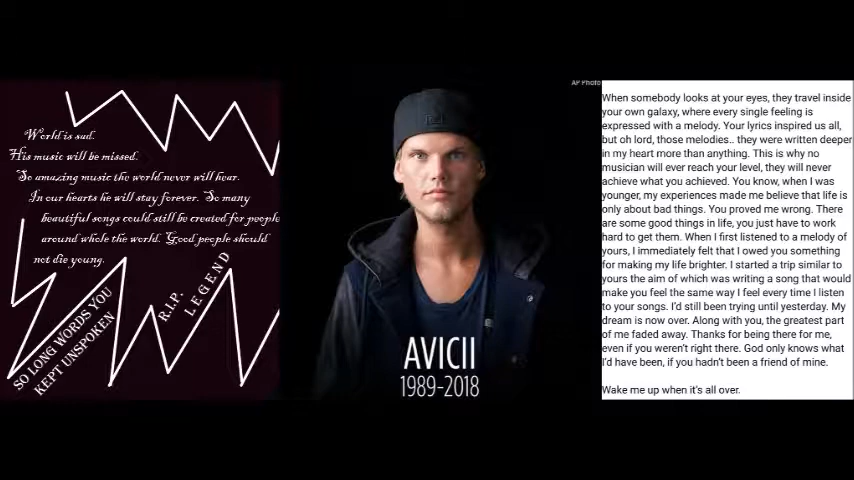 World is sad.
His music will be missed.
So amazing music the world never will hear.
In our hearts he will stay forever. So many
beautiful songs could still be created for people
around whole the world. Good people should
not die young.
SO LONG WORDS YOU
KEPT UNSPOKEN
R.I.P.
LEGEND
AVICII
1989-2018
AP Photo
When somebody looks at your eyes, they travel inside
your own galaxy, where every single feeling is
expressed with a melody. Your lyrics inspired us all,
but oh lord, those melodies.. they were written deeper
in my heart more than anything. This is why no
musician will ever reach your level, they will never
achieve what you achieved. You know, when I was
younger, my experiences made me believe that life is
only about bad things. You proved me wrong. There
are some good things in life, you just have to work
hard to get them. When I first listened to a melody of
yours, I immediately felt that I owed you something
for making my life brighter. I started a trip similar to
yours the aim of which was writing a song that would
make you feel the same way I feel every time I listen
to your songs. I'd still been trying until yesterday. My
dream is now over. Along with you, the greatest part
of me faded away. Thanks for being there for me,
even if you weren't right there. God only knows what
I'd have been, if you hadn't been a friend of mine.
Wake me up when it's all over.